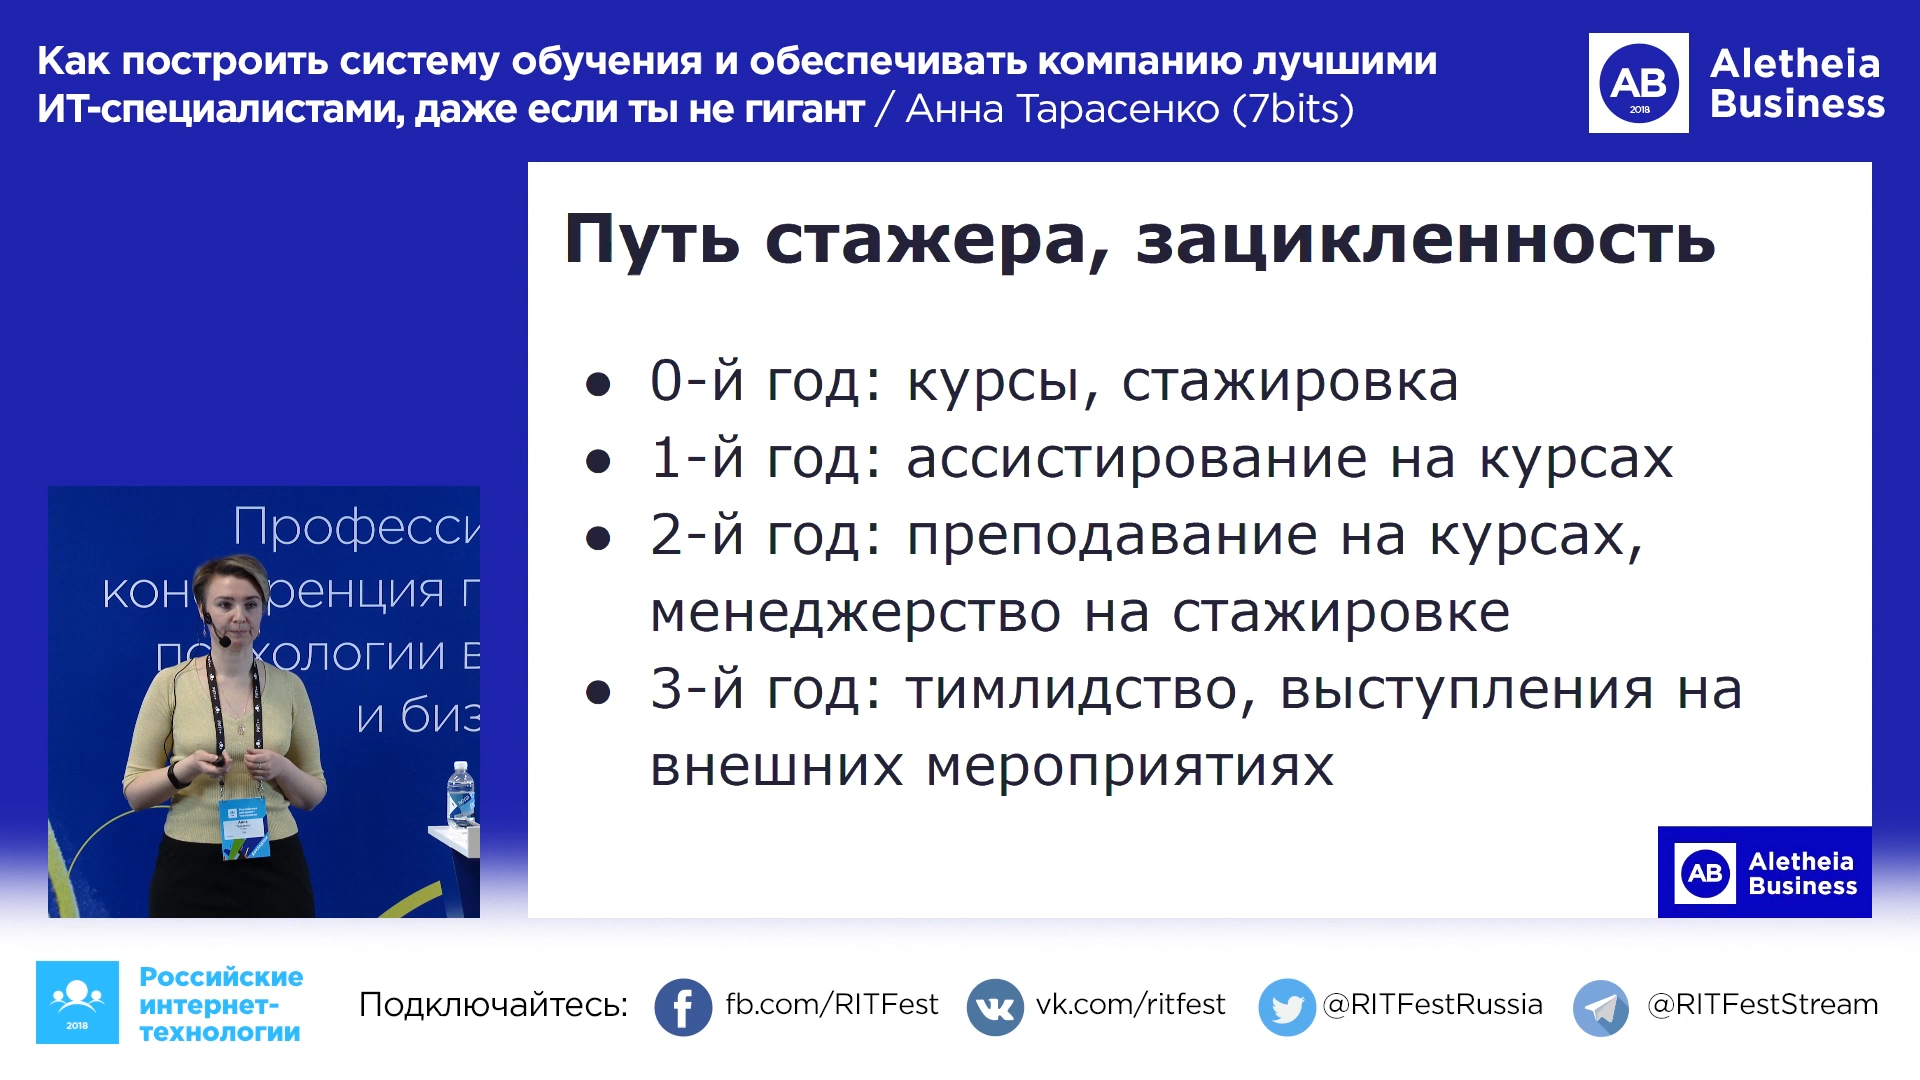 Как построить систему обучения и обеспечивать компанию лучшими
ИТ-специалистами, даже если ты не гигант / Анна Тарасенко (7bits)
AB
2018
Aletheia
Business
Путь стажера, зацикленность
● 0-й год: курсы, стажировка
● 1-й год: ассистирование на курсах
● 2-й год: преподавание на курсах,
менеджерство на стажировке
● 3-й год: тимлидство, выступления на
внешних мероприятиях
AB
Aletheia
Business
Професси
и биз
2018
Российские
интернет-
технологии
Подключайтесь:
fb.com/RITFest
vk.com/ritfest
@RITFestRussia
@RITFestStream